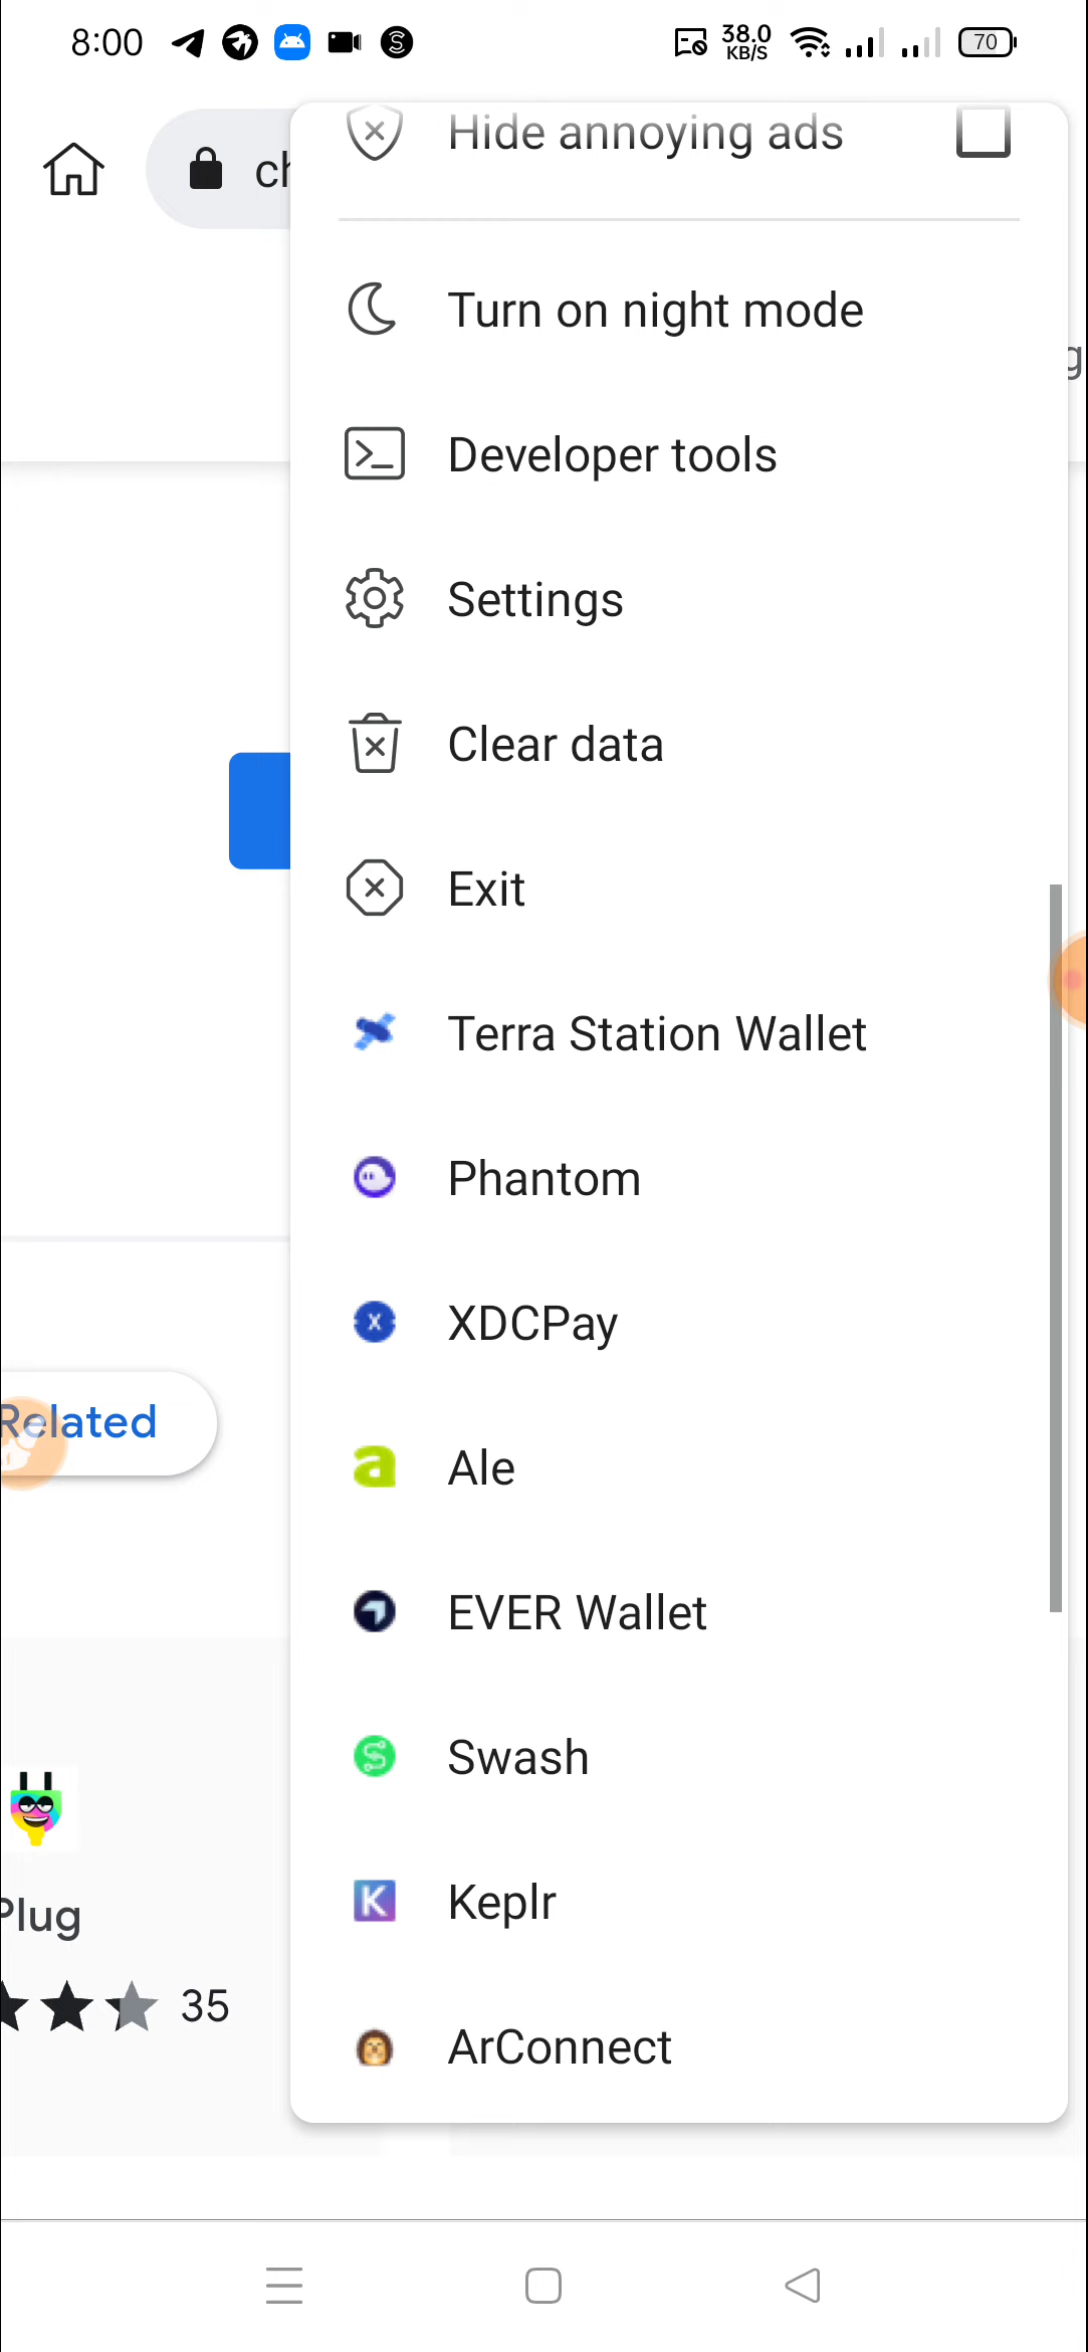 8:00
38.0
KB/S
70
Hide annoying ads
ch
Turn on night mode
g
Developer tools
Settings
Clear data
Exit
Terra Station Wallet
Phantom
XDCPay
Related
Ale
EVER Wallet
Swash
Keplr
Plug
35
ArConnect